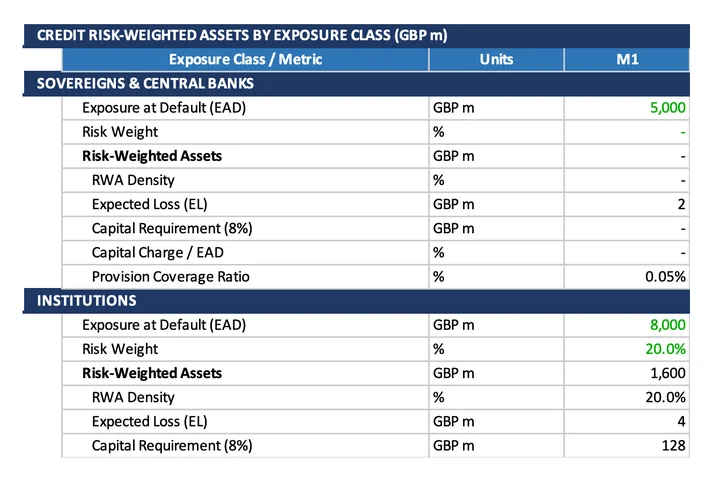 CREDIT RISK-WEIGHTED ASSETS BY EXPOSURE CLASS (GBP m)
Exposure Class / Metric Units M1
SOVEREIGNS & CENTRAL BANKS
Exposure at Default (EAD) GBP m 5,000
Risk Weight % -
Risk-Weighted Assets GBP m -
RWA Density % -
Expected Loss (EL) GBP m 2
Capital Requirement (8%) GBP m -
Capital Charge / EAD % -
Provision Coverage Ratio % 0.05%
INSTITUTIONS
Exposure at Default (EAD) GBP m 8,000
Risk Weight % 20.0%
Risk-Weighted Assets GBP m 1,600
RWA Density % 20.0%
Expected Loss (EL) GBP m 4
Capital Requirement (8%) GBP m 128